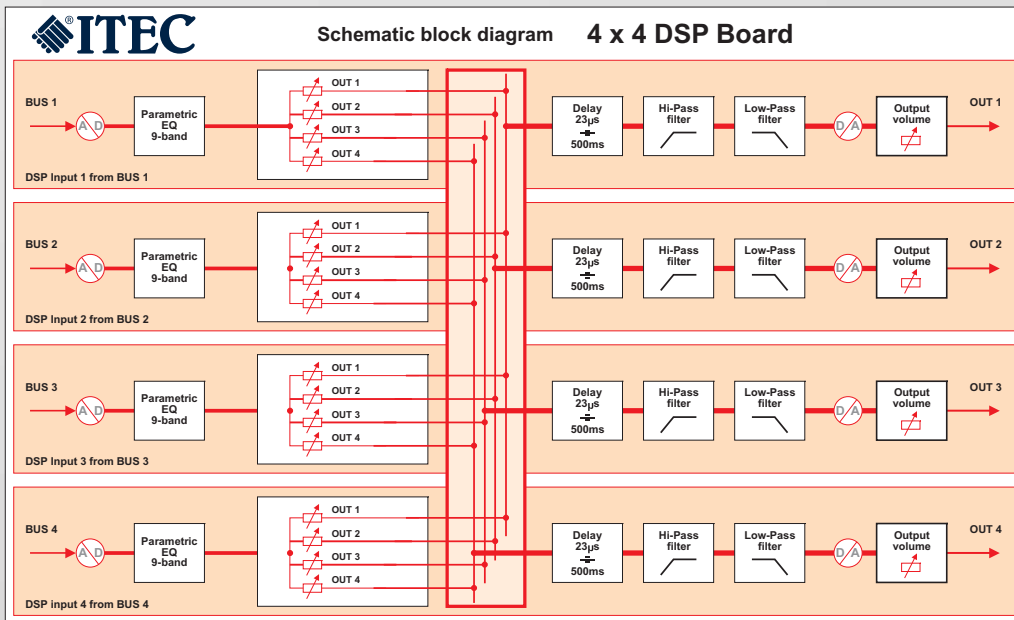 ®ITEC
Schematic block diagram 4 x 4 DSP Board
BUS 1
A D
Parametric
EQ
9-band
OUT 1
OUT 2
OUT 3
OUT 4
Delay
23µs
500ms
Hi-Pass
filter
Low-Pass
filter
D/A
Output
volume
OUT 1
DSP Input 1 from BUS 1
BUS 2
A D
Parametric
EQ
9-band
OUT 1
OUT 2
OUT 3
OUT 4
Delay
23µs
500ms
Hi-Pass
filter
Low-Pass
filter
D/A
Output
volume
OUT 2
DSP Input 2 from BUS 2
BUS 3
A D
Parametric
EQ
9-band
OUT 1
OUT 2
OUT 3
OUT 4
Delay
23µs
500ms
Hi-Pass
filter
Low-Pass
filter
D/A
Output
volume
OUT 3
DSP Input 3 from BUS 3
BUS 4
A D
Parametric
EQ
9-band
OUT 1
OUT 2
OUT 3
OUT 4
Delay
23µs
500ms
Hi-Pass
filter
Low-Pass
filter
D/A
Output
volume
OUT 4
DSP input 4 from BUS 4